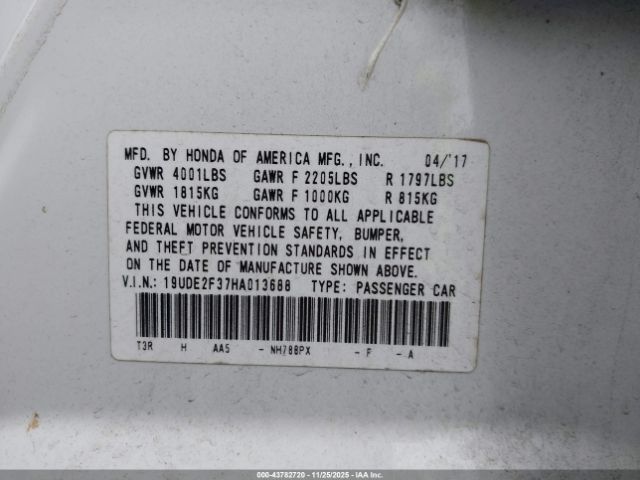 MFD. BY HONDA OF AMERICA MFG., INC. 04/'17
GVWR 4001LBS GAWR F 2205LBS R 1797LBS
GVWR 1815KG GAWR F 1000KG R 815KG
THIS VEHICLE CONFORMS TO ALL APPLICABLE
FEDERAL MOTOR VEHICLE SAFETY, BUMPER,
AND THEFT PREVENTION STANDARDS IN EFFECT
ON THE DATE OF MANUFACTURE SHOWN ABOVE.
V.I.N.: 19UDE2F37HA013688 TYPE: PASSENGER CAR
T3R H AA5 - NH788PX - F - A
000-43782720 - 11/25/2025 - IAAI Inc.